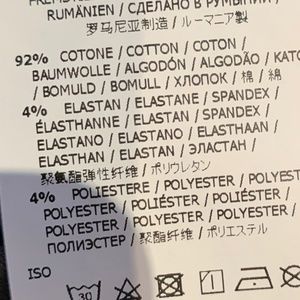 RUMÄNIEN / СДЕЛАНО В РУМЫНИИ /
罗马尼亚制造 / ルーマニア製
92% COTONE / COTTON / COTON /
BAUMWOLLE / ALGODÓN / ALGODÃO /
/ BOMULD / BOMULL / ХЛОПОК / 棉 / 綿
4% ELASTAN / ELASTANE / SPANDEX /
ÉLASTHANNE / ELASTAN / SPANDEX /
ELASTANO / ELASTANO / ELASTHAAN /
ELASTAN / ELASTAN / ЭЛАСТАН /
聚氨酯弹性纤维 / ポリウレタン
4% POLIESTERE / POLYESTER /
POLYESTER / POLIÉSTER / POLIÉSTER /
POLYESTER / POLYESTER / POLYESTER /
ПОЛИЭСТЕР / 聚酯纤维 / ポリエステル
ISO
30